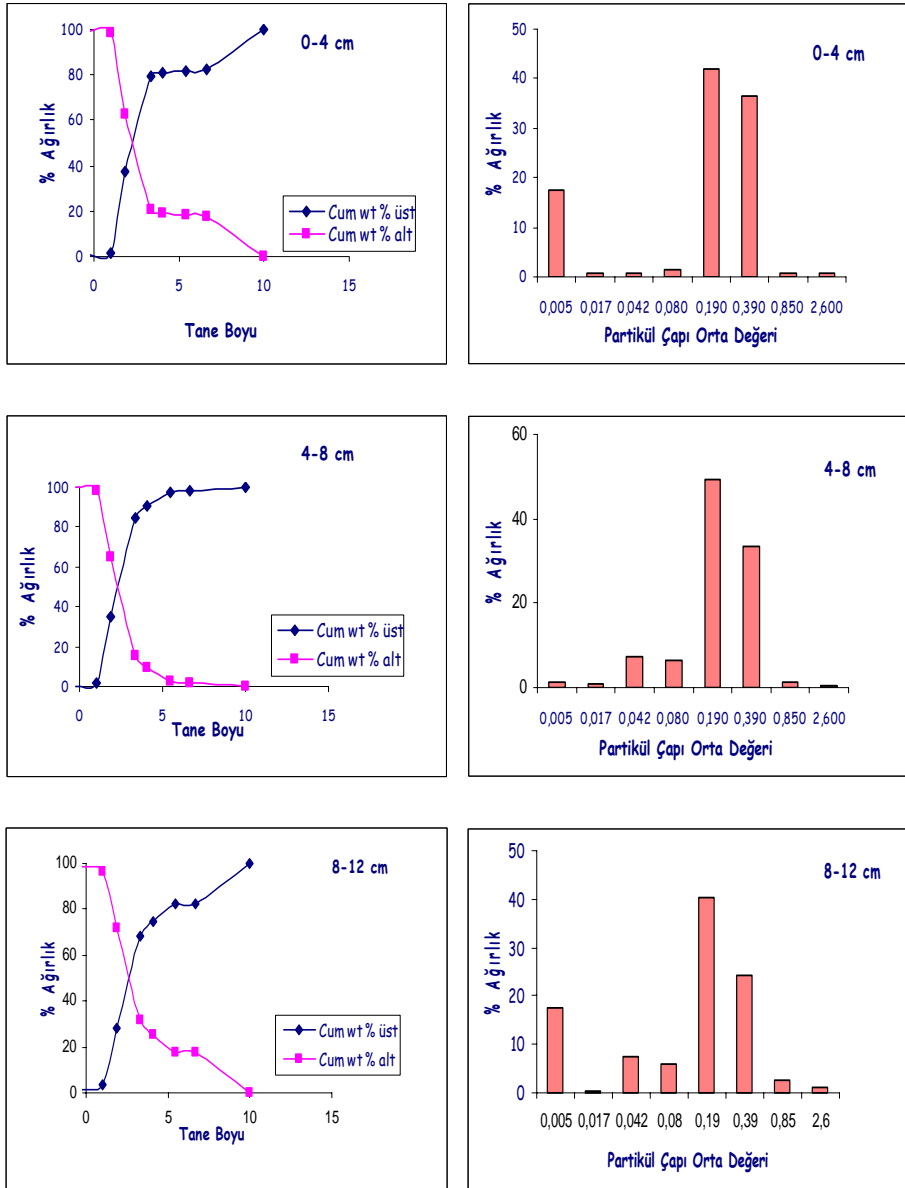 0-4 cm
% Ağırlık
100
80
60
40
20
0
0 5 10 15
Cum wt % üst
Cum wt % alt
Tane Boyu
0-4 cm
% Ağırlık
50
40
30
20
10
0
0,005 0,017 0,042 0,080 0,190 0,390 0,850 2,600
Partikül Çapı Orta Değeri
4-8 cm
% Ağırlık
100
80
60
40
20
0
0 5 10 15
Cum wt % üst
Cum wt % alt
Tane Boyu
4-8 cm
% Ağırlık
60
40
20
0
0,005 0,017 0,042 0,080 0,190 0,390 0,850 2,600
Partikül Çapı Orta Değeri
8-12 cm
% Ağırlık
100
80
60
40
20
0
0 5 10 15
Cum wt % üst
Cum wt % alt
Tane Boyu
8-12 cm
% Ağırlık
50
40
30
20
10
0
0,005 0,017 0,042 0,08 0,19 0,39 0,85 2,6
Partikül Çapı Orta Değeri